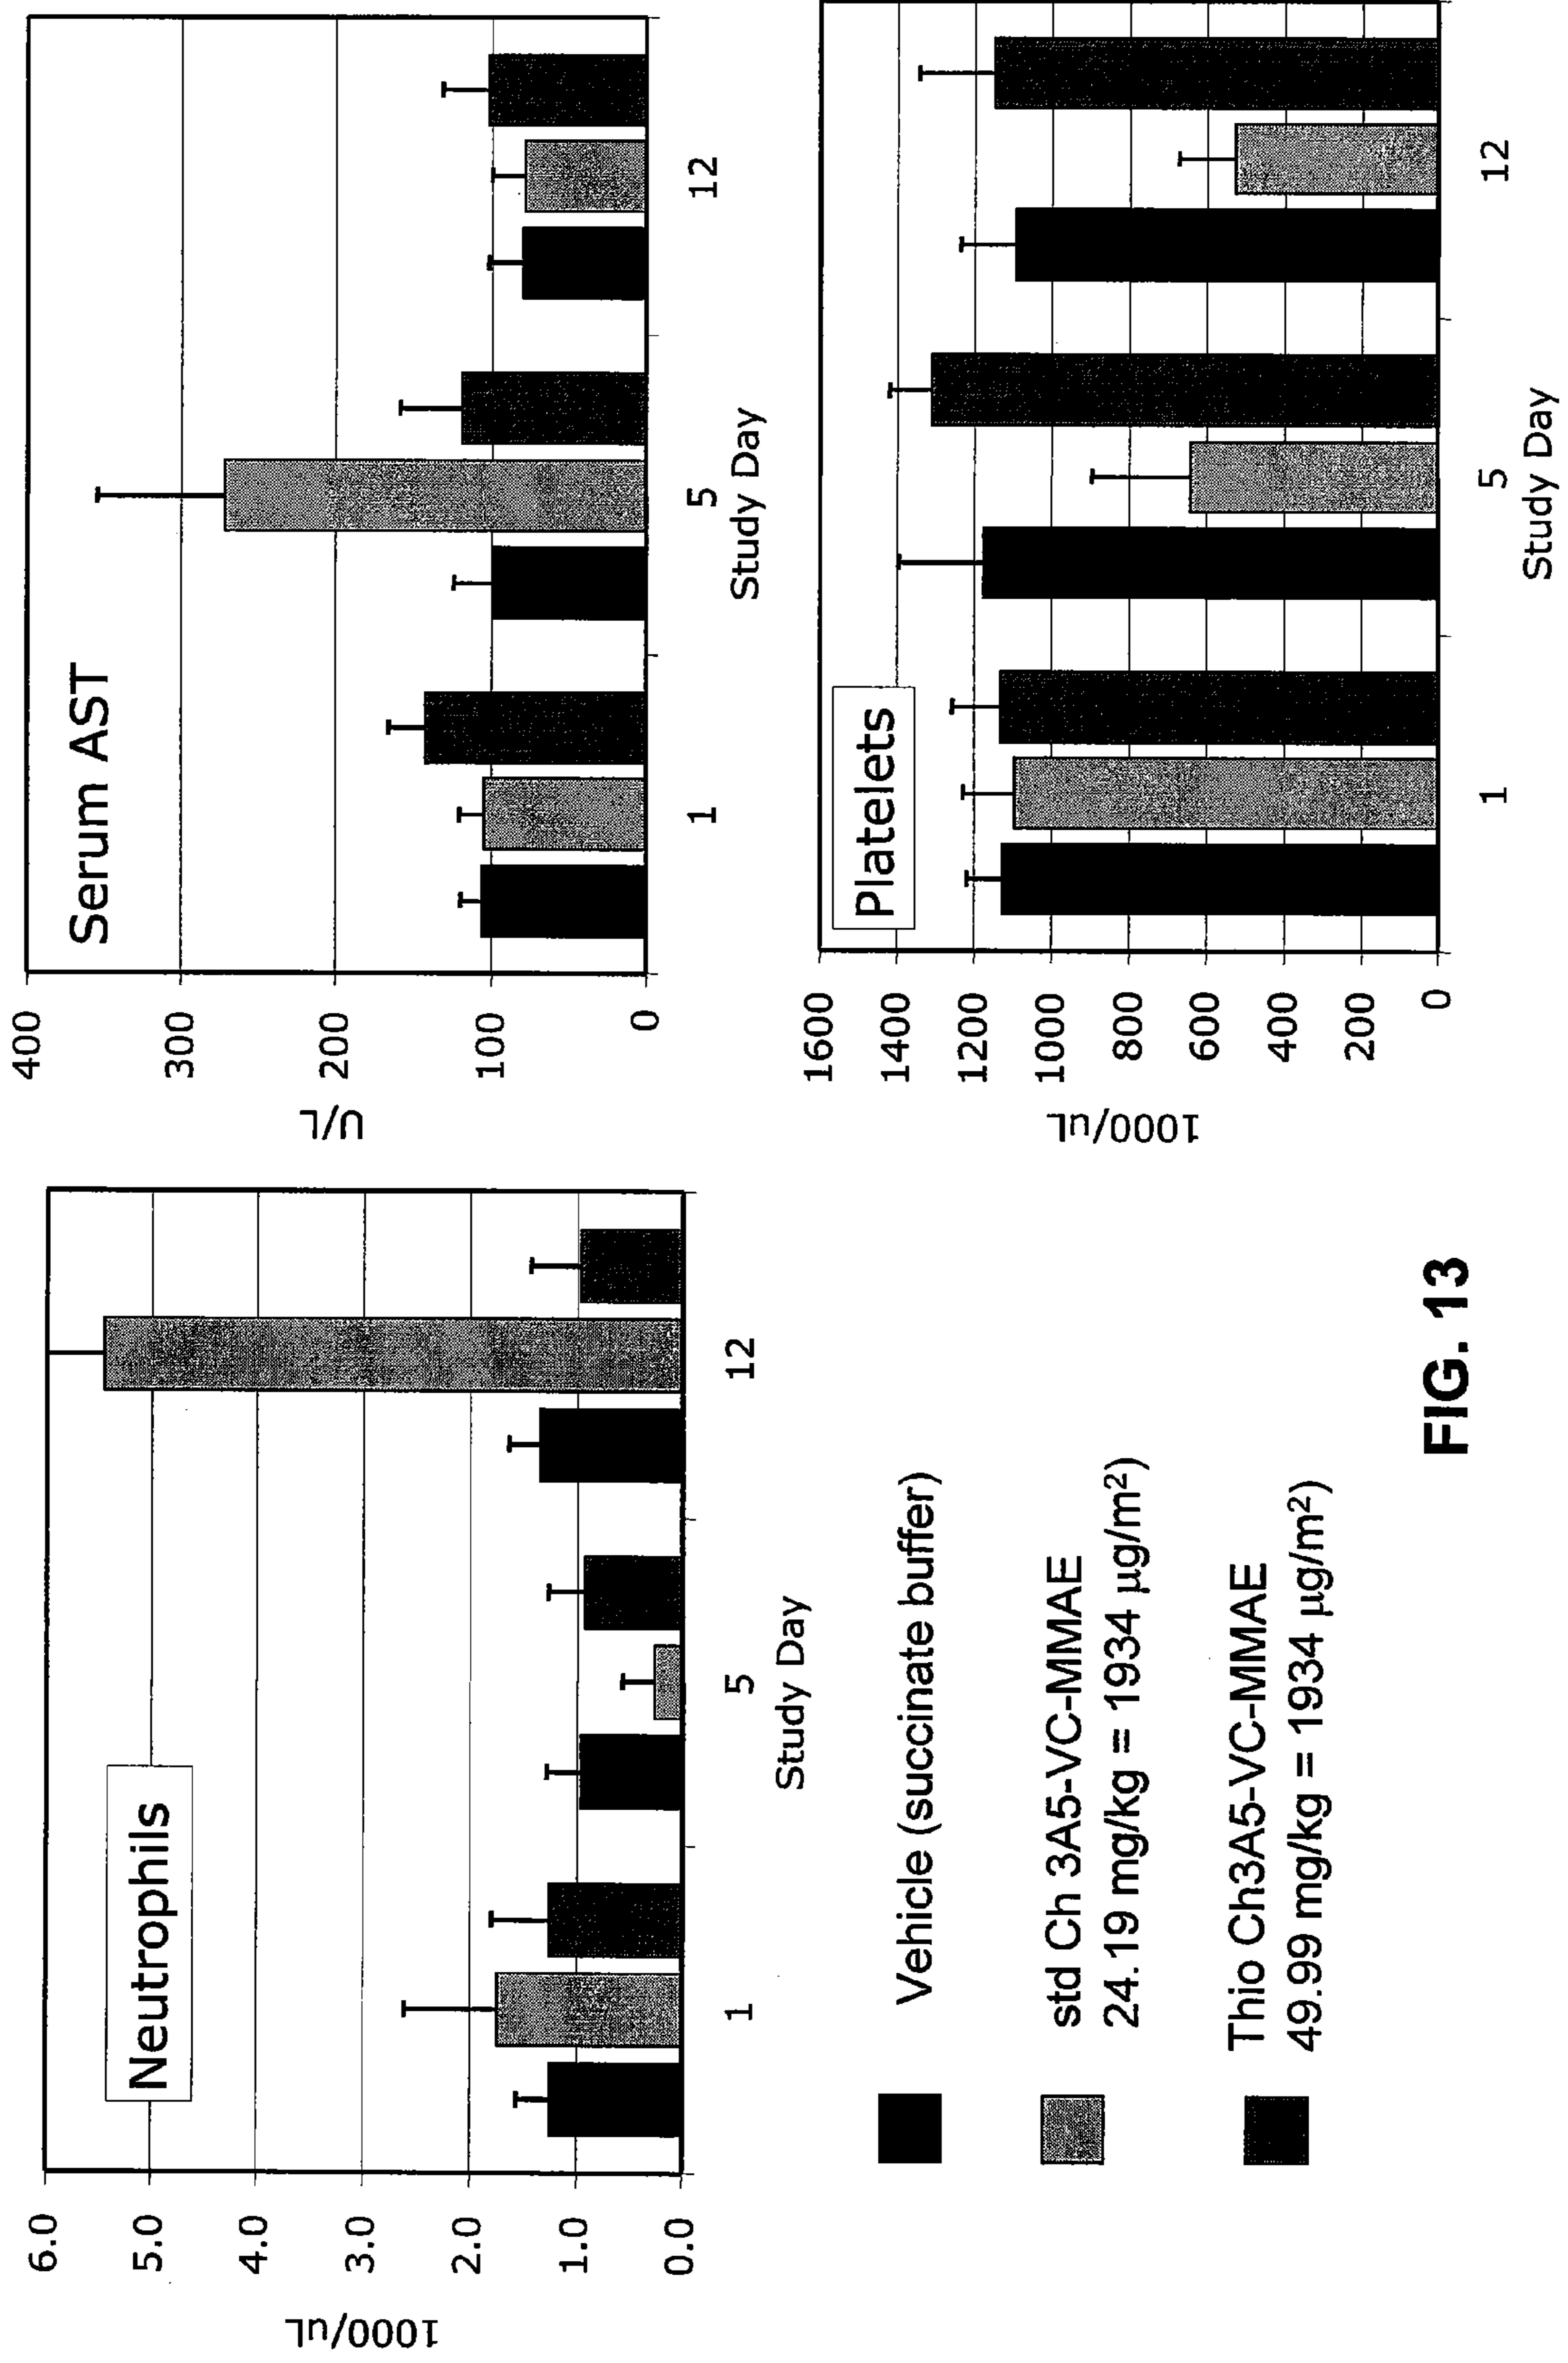 Neutrophils
6.0
5.0
4.0
3.0
2.0
1.0
0.0
1000/uL
1 5 12
Study Day
Serum AST
400
300
200
100
0
U/L
1 5 12
Study Day
Vehicle (succinate buffer)
std Ch 3A5-VC-MMAE
24.19 mg/kg = 1934 μg/m²)
Thio Ch3A5-VC-MMAE
49.99 mg/kg = 1934 μg/m²)
Platelets
1600
1400
1200
1000
800
600
400
200
0
1000/uL
1 5 12
Study Day
FIG. 13